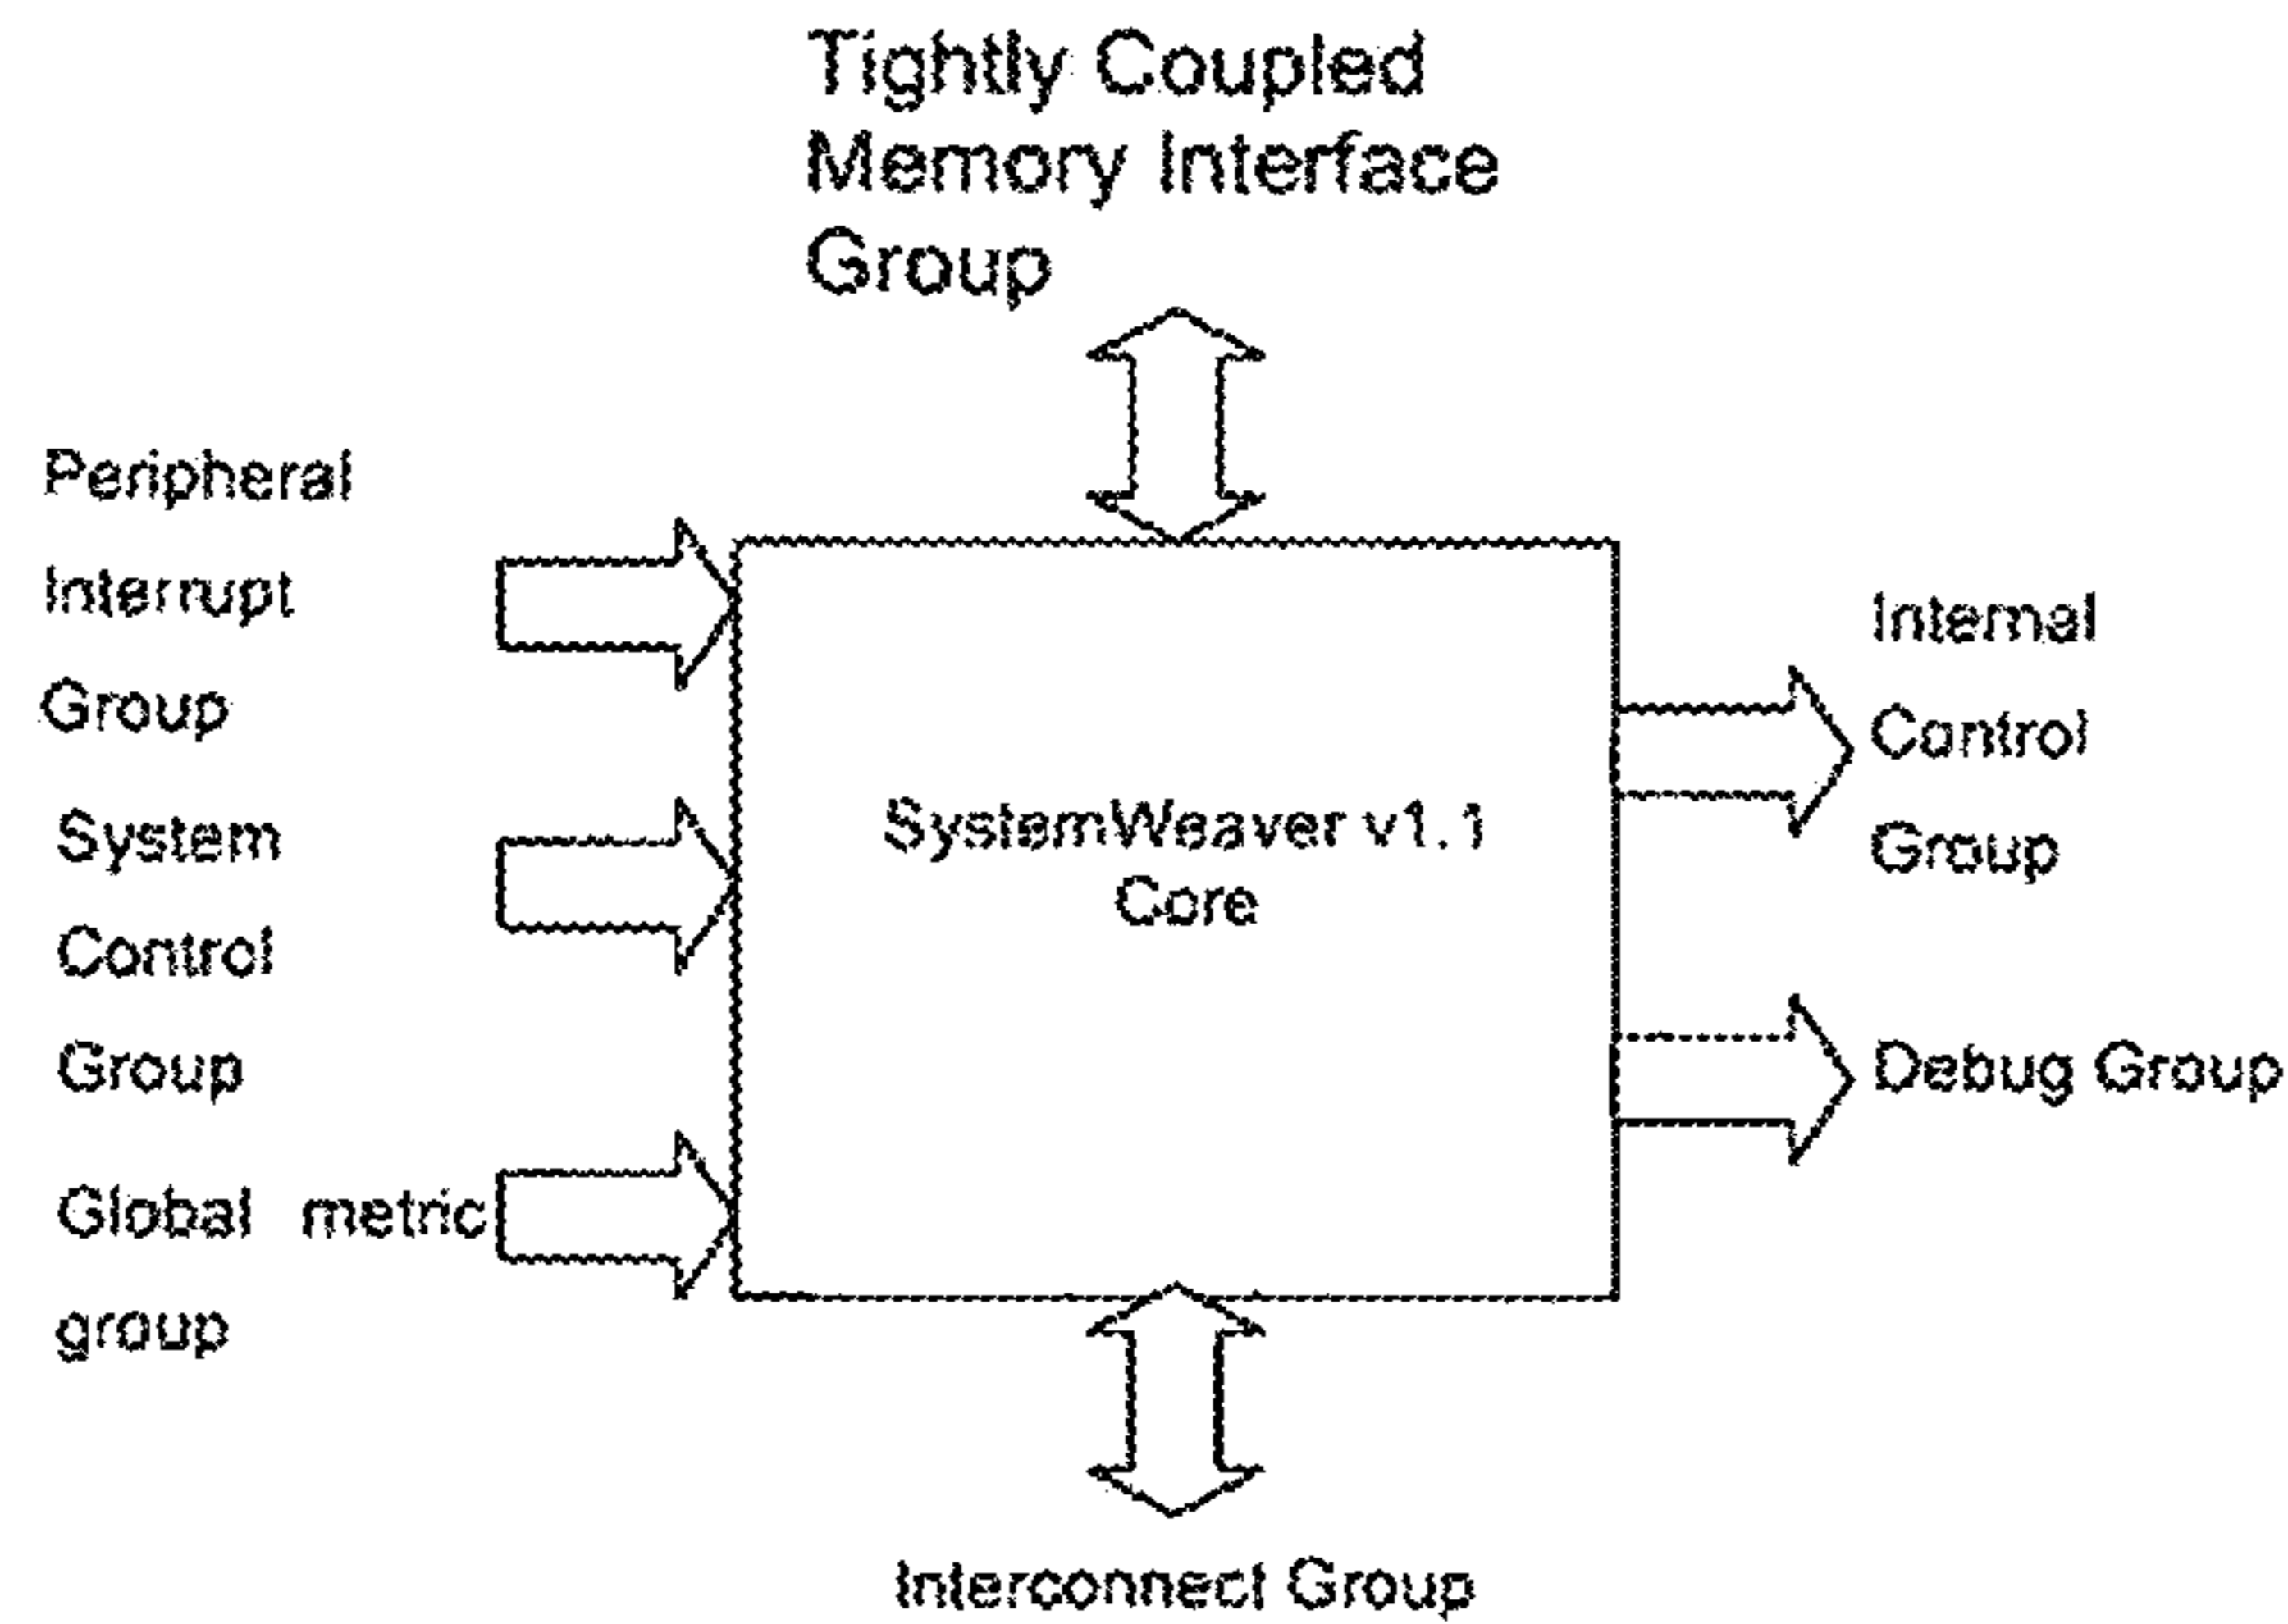 Tightly Coupled
Memory Interface
Group
Peripheral
Interrupt
Group
System
Control
Group
Global metric
group
SystemWeaver v1.1
Core
Internal
Control
Group
Debug Group
Interconnect Group